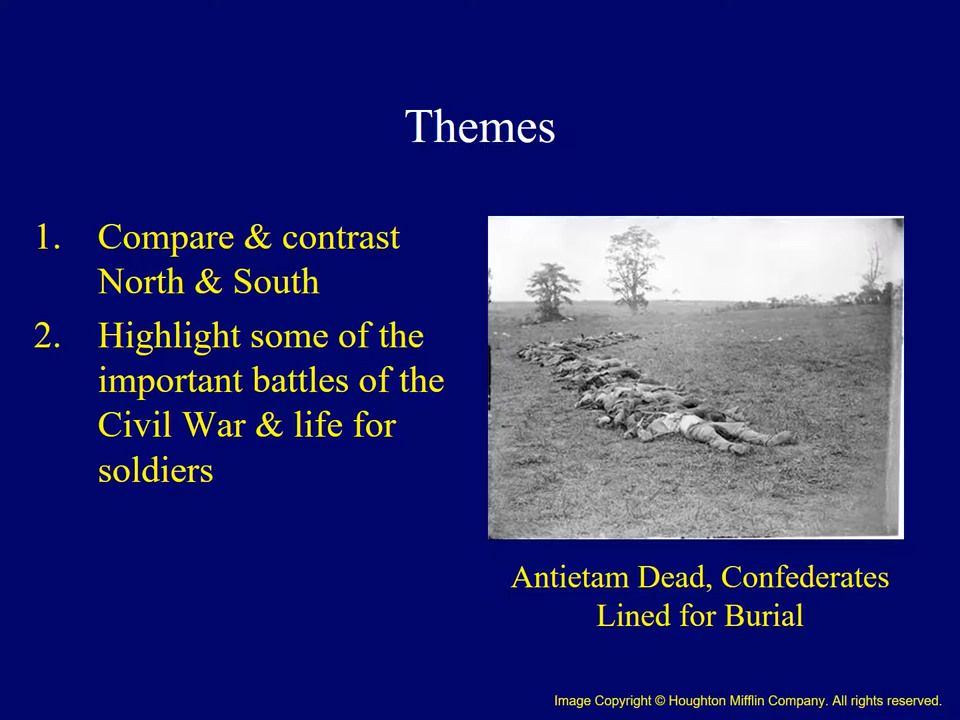 Themes
1. Compare & contrast
North & South
2. Highlight some of the
important battles of the
Civil War & life for
soldiers
Antietam Dead, Confederates
Lined for Burial
Image Copyright © Houghton Mifflin Company. All rights reserved.